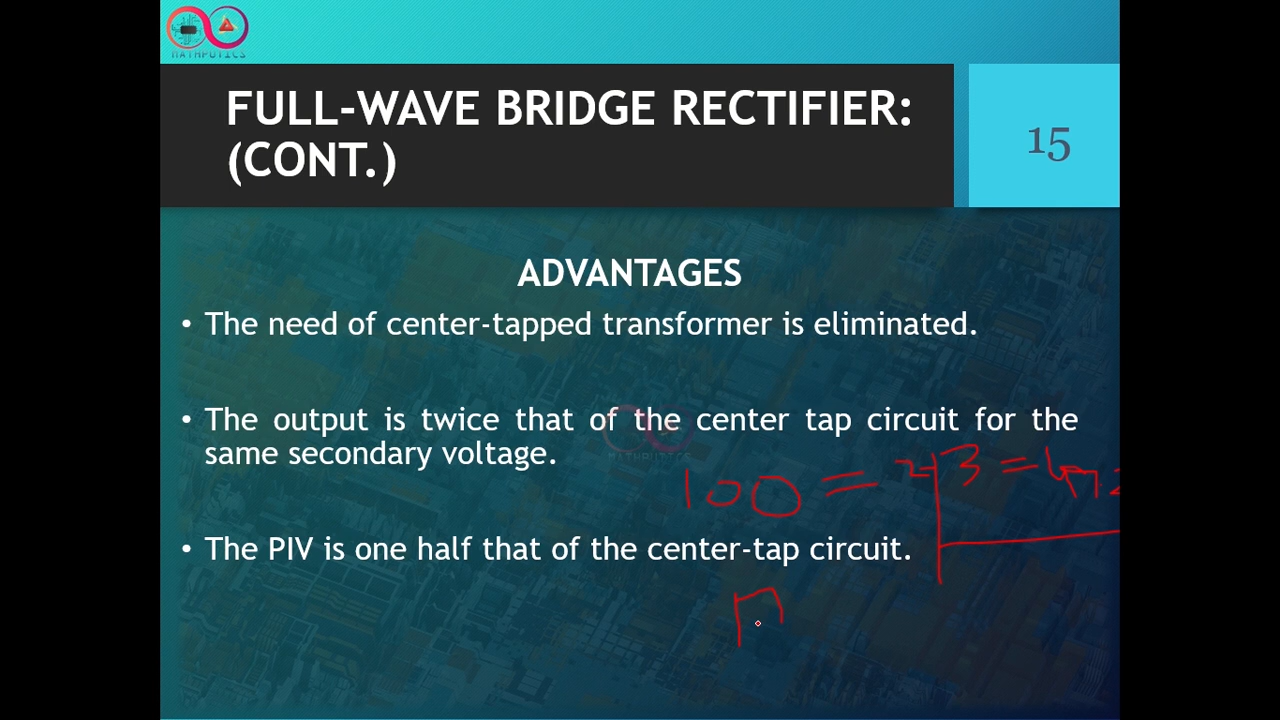 MATHPUTICS
FULL-WAVE BRIDGE RECTIFIER:
(CONT.)
15
ADVANTAGES
• The need of center-tapped transformer is eliminated.
• The output is twice that of the center tap circuit for the
same secondary voltage.
MATHPUTICS
100 =
• The PIV is one half that of the center-tap circuit.